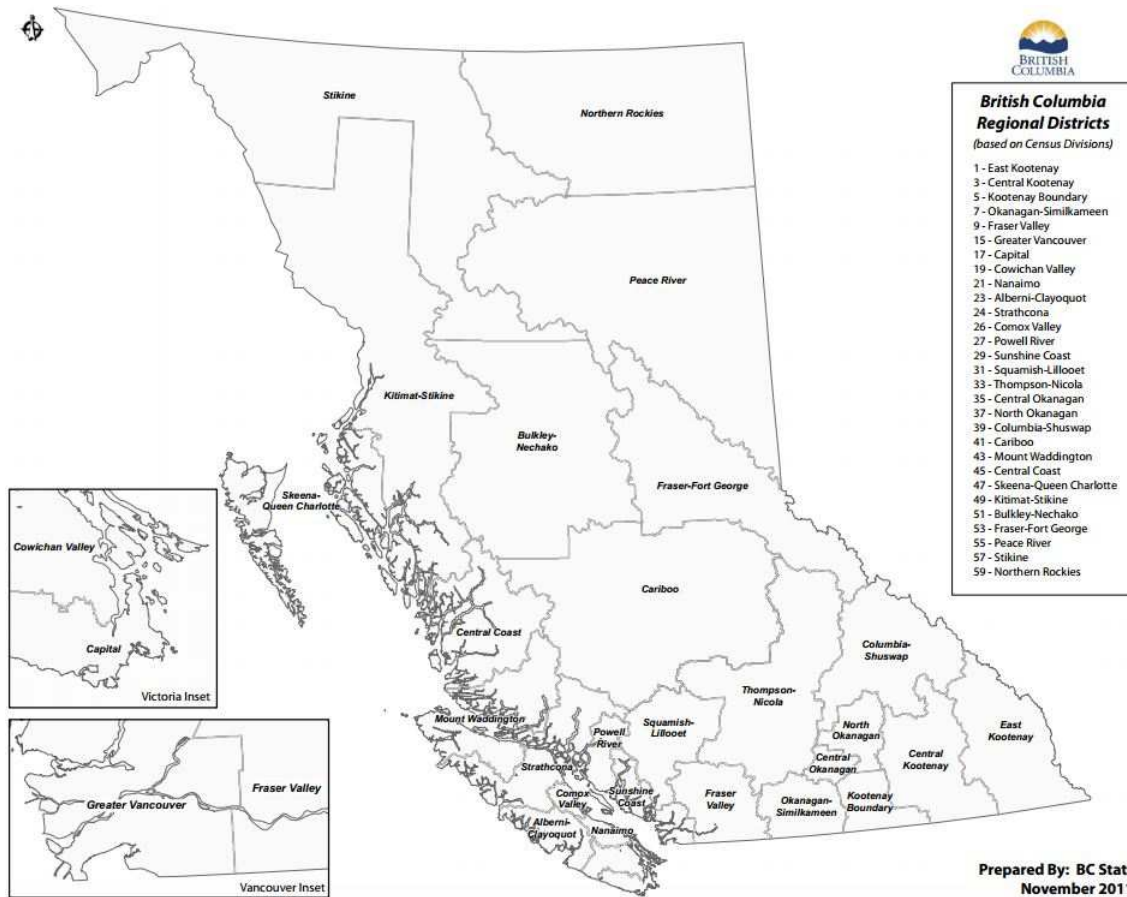 BRITISH
COLUMBIA
British Columbia
Regional Districts
(based on Census Divisions)
1 - East Kootenay
3 - Central Kootenay
5 - Kootenay Boundary
7 - Okanagan-Similkameen
9 - Fraser Valley
15 - Greater Vancouver
17 - Capital
19 - Cowichan Valley
21 - Nanaimo
23 - Alberni-Clayoquot
24 - Strathcona
26 - Comox Valley
27 - Powell River
29 - Sunshine Coast
31 - Squamish-Lillooet
33 - Thompson-Nicola
35 - Central Okanagan
37 - North Okanagan
39 - Columbia-Shuswap
41 - Cariboo
43 - Mount Waddington
45 - Central Coast
47 - Skeena-Queen Charlotte
49 - Kitimat-Stikine
51 - Bulkley-Nechako
53 - Fraser-Fort George
55 - Peace River
57 - Stikine
59 - Northern Rockies
Stikine
Northern Rockies
Peace River
Kitimat-Stikine
Bulkley-
Nechako
Fraser-Fort George
Skeena-
Queen Charlotte
Cariboo
Central Coast
Columbia-
Shuswap
Thompson-
Nicola
Mount Waddington
Powell
River
Squamish-
Lillooet
North
Okanagan
East
Kootenay
Central
Kootenay
Central
Okanagan
Strathcona
Comox
Valley
Sunshine
Coast
Fraser
Valley
Okanagan-
Similkameen
Kootenay
Boundary
Alberni-
Clayoquot
Nanaimo
Cowichan Valley
Capital
Victoria Inset
Greater Vancouver
Fraser Valley
Vancouver Inset
Prepared By: BC Stat
November 201